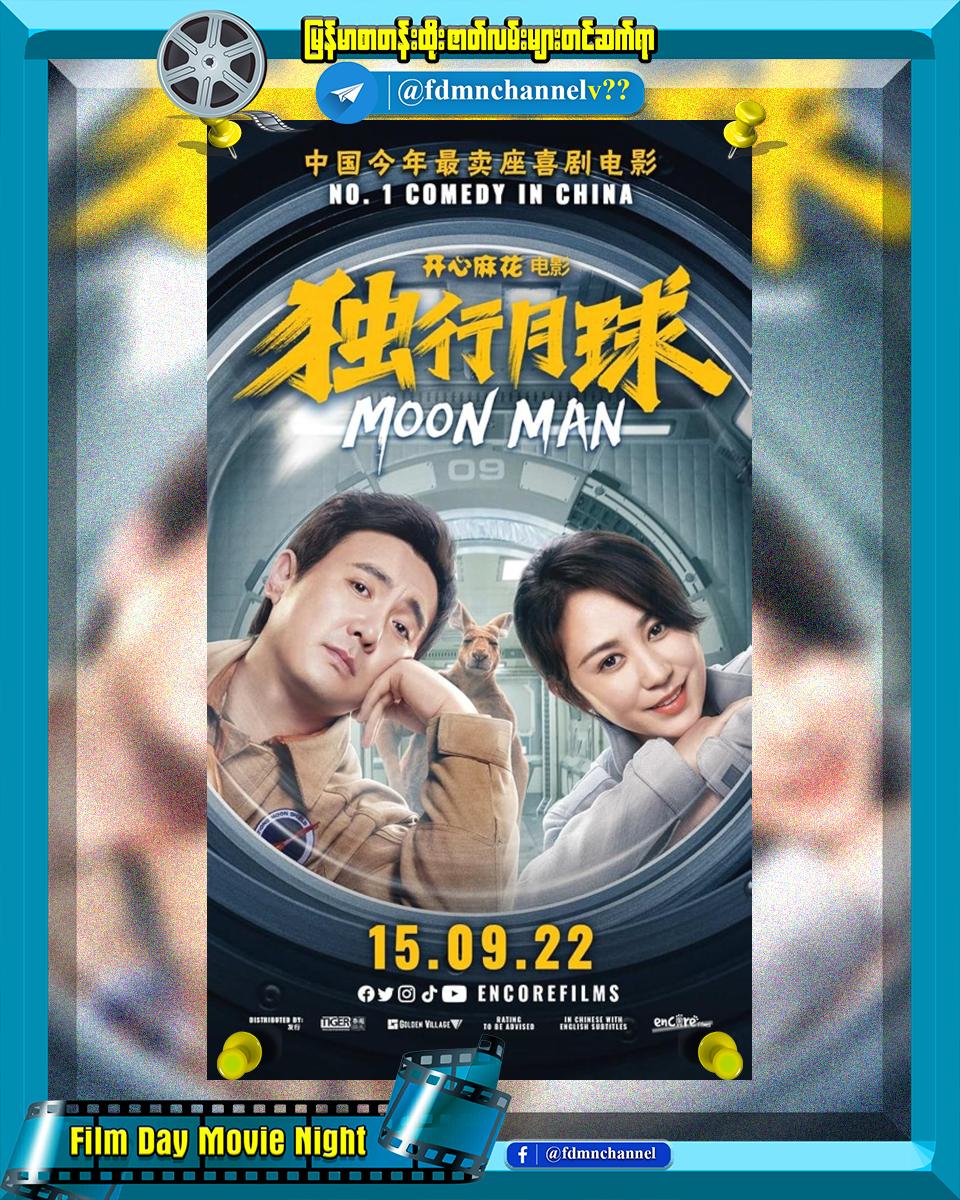 မြန်မာစာတန်းထိုးဇာတ်လမ်းများတင်ဆက်ရာ
@fdmnchannelv??
中国今年最卖座喜剧电影
NO. 1 COMEDY IN CHINA
开心麻花 电影
独行月球
MOON MAN
09
15.09.22
ENCOREFILMS
DISTRIBUTED BY:
发行
TIGER
GOLDEN VILLAGE
RATING
TO BE ADVISED
IN CHINESE WITH
ENGLISH SUBTITLES
encore films
Film Day Movie Night
@fdmnchannel